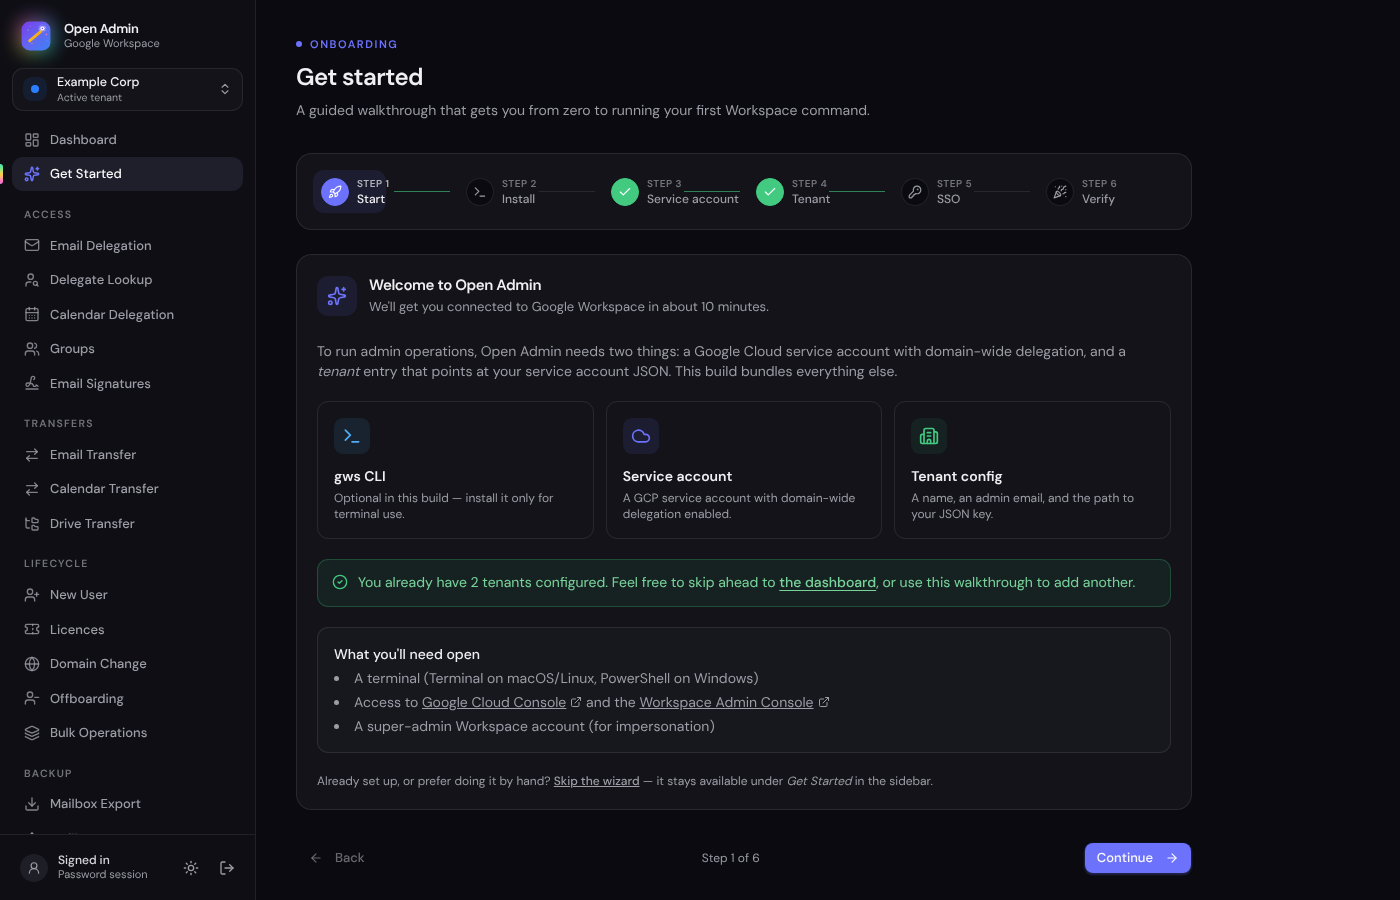 Open Admin
Google Workspace
Example Corp
Active tenant
Dashboard
Get Started
ACCESS
Email Delegation
Delegate Lookup
Calendar Delegation
Groups
Email Signatures
TRANSFERS
Email Transfer
Calendar Transfer
Drive Transfer
LIFECYCLE
New User
Licences
Domain Change
Offboarding
Bulk Operations
BACKUP
Mailbox Export
Signed in
Password session
ONBOARDING
Get started
A guided walkthrough that gets you from zero to running your first Workspace command.
STEP 1
Start
STEP 2
Install
STEP 3
Service account
STEP 4
Tenant
STEP 5
SSO
STEP 6
Verify
Welcome to Open Admin
We'll get you connected to Google Workspace in about 10 minutes.
To run admin operations, Open Admin needs two things: a Google Cloud service account with domain-wide delegation, and a
tenant entry that points at your service account JSON. This build bundles everything else.
gws CLI
Optional in this build — install it only for
terminal use.
Service account
A GCP service account with domain-wide
delegation enabled.
Tenant config
A name, an admin email, and the path to
your JSON key.
You already have 2 tenants configured. Feel free to skip ahead to the dashboard, or use this walkthrough to add another.
What you'll need open
• A terminal (Terminal on macOS/Linux, PowerShell on Windows)
• Access to Google Cloud Console and the Workspace Admin Console
• A super-admin Workspace account (for impersonation)
Already set up, or prefer doing it by hand? Skip the wizard — it stays available under Get Started in the sidebar.
Back
Step 1 of 6
Continue